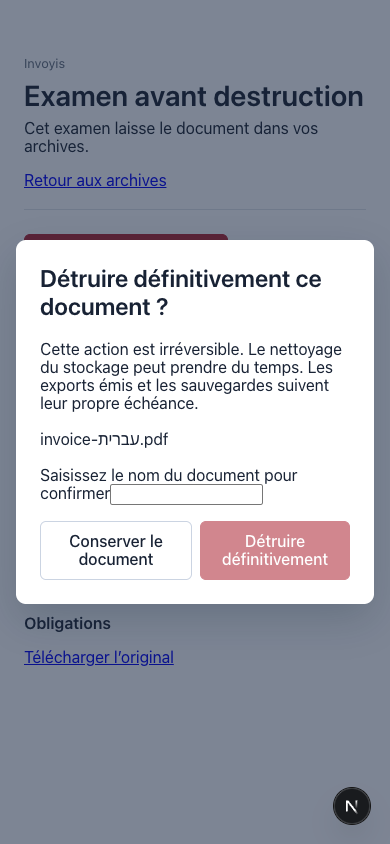 Invoyis
Examen avant destruction
Cet examen laisse le document dans vos
archives.
Retour aux archives
Détruire définitivement ce
document ?
Cette action est irréversible. Le nettoyage
du stockage peut prendre du temps. Les
exports émis et les sauvegardes suivent
leur propre échéance.
invoice-עברית.pdf
Saisissez le nom du document pour
confirmer
Conserver le
document
Détruire
définitivement
Obligations
Télécharger l’original
N